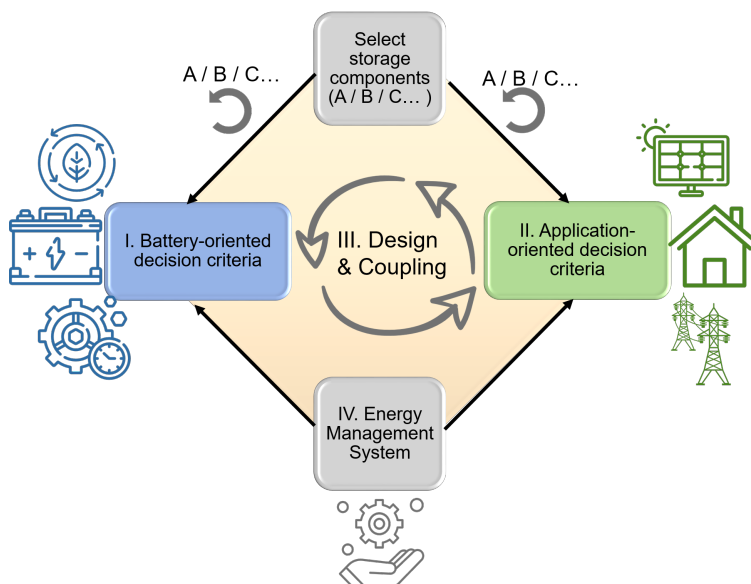 Select
storage
components
(A / B / C… )
A / B / C…
A / B / C…
I. Battery-oriented
decision criteria
III. Design
& Coupling
II. Application-
oriented decision
criteria
IV. Energy
Management
System